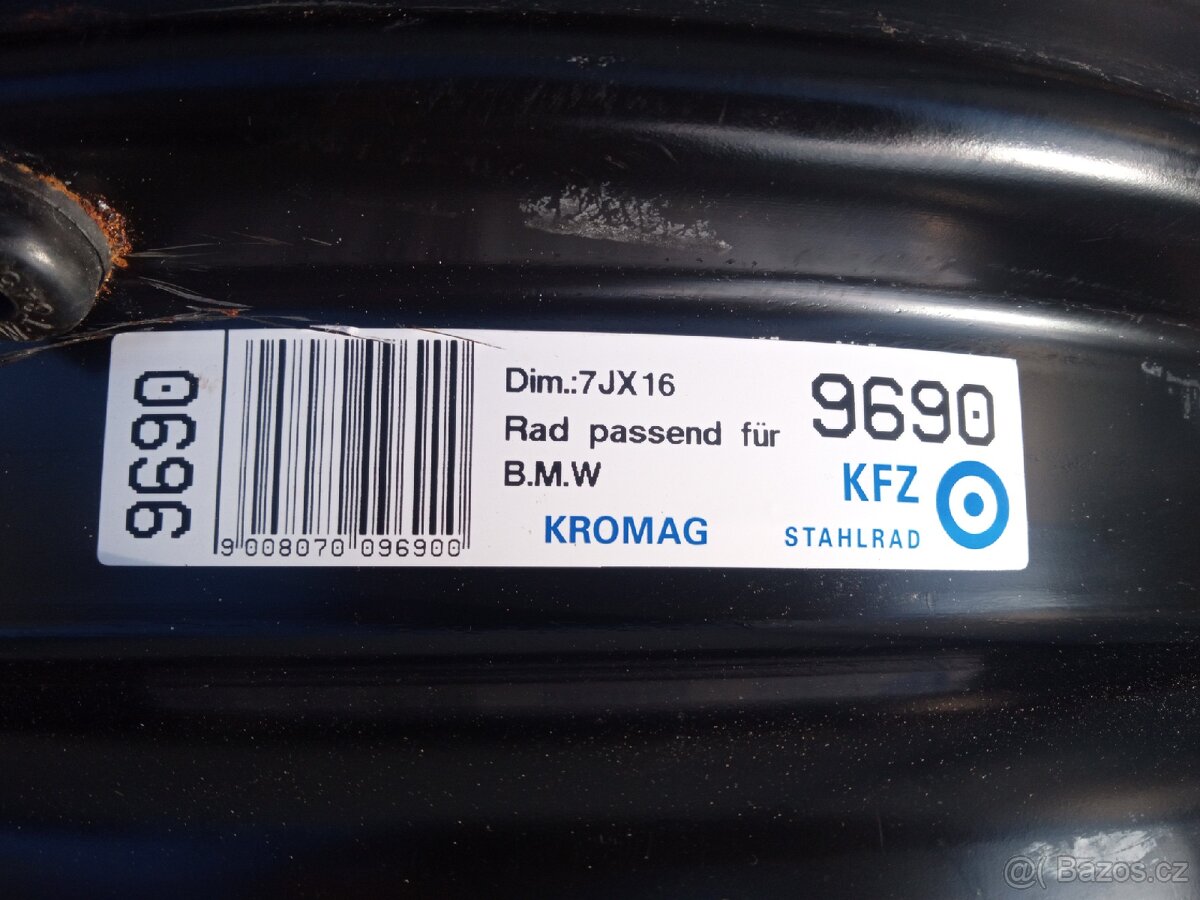 9690
9 008070 096900
Dim.:7JX16
Rad passend für
B.M.W
KROMAG
9690
KFZ
STAHLRAD
@( Bazos.cz